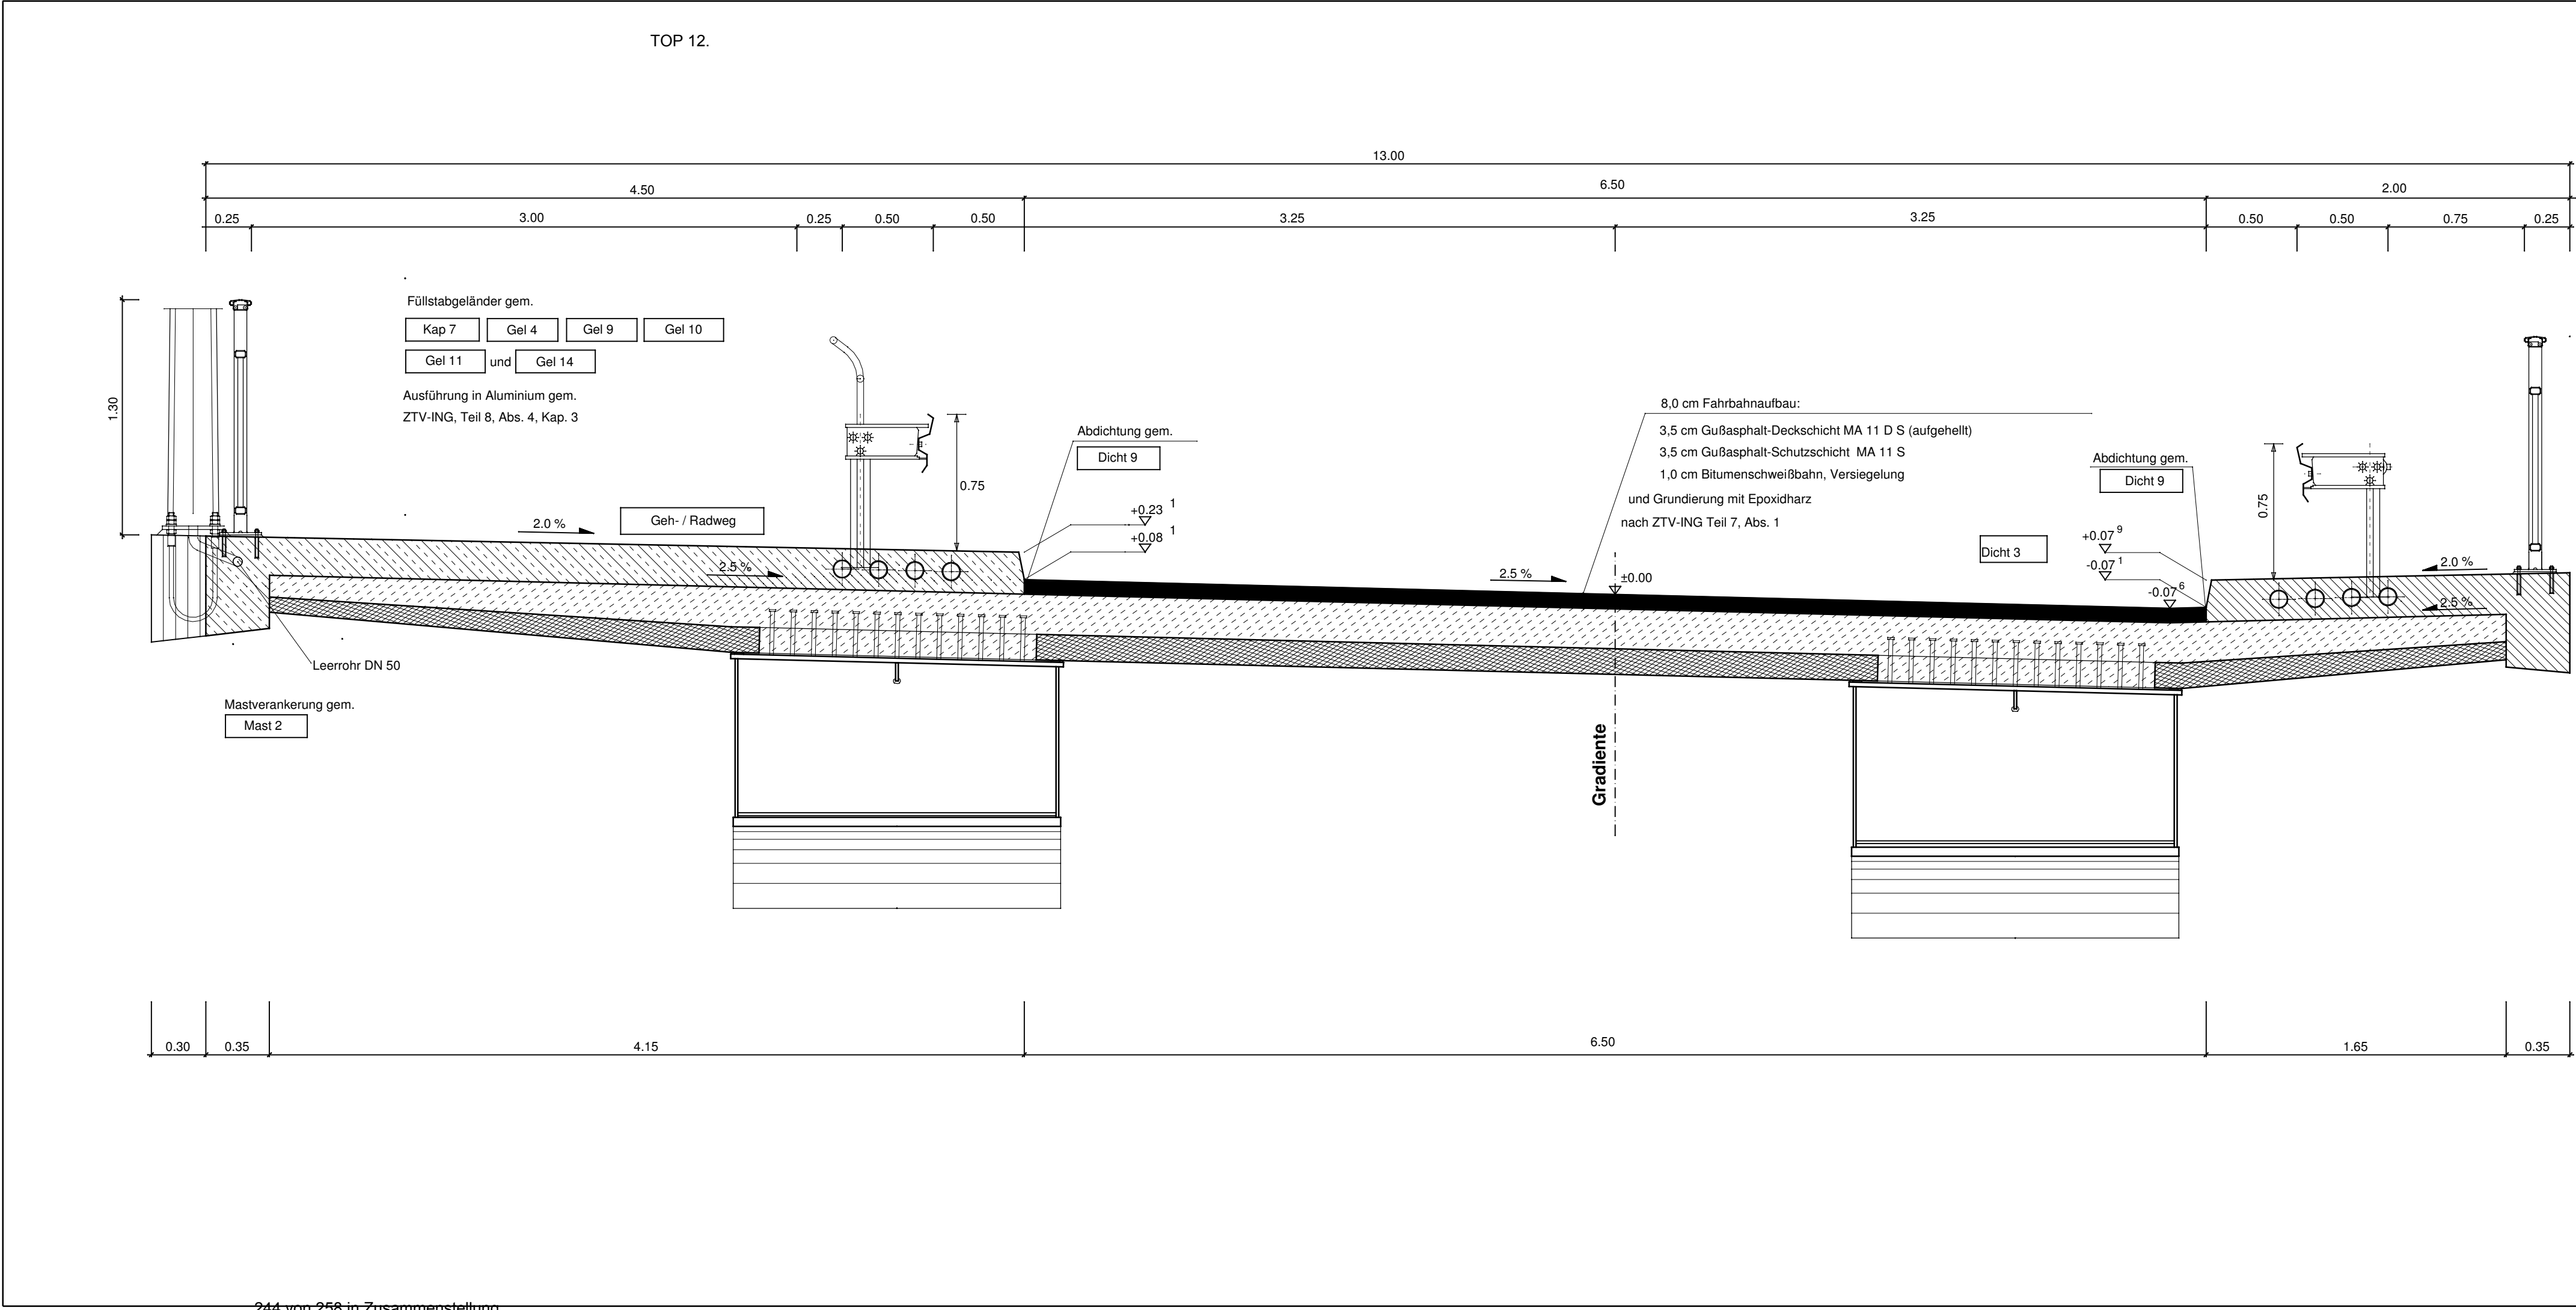 TOP 12.
13.00
4.50 6.50 2.00
0.25 3.00 0.25 0.50 0.50 3.25 3.25 0.50 0.50 0.75 0.25
Füllstabgeländer gem.
Kap 7 Gel 4 Gel 9 Gel 10
Gel 11 und Gel 14
Ausführung in Aluminium gem.
ZTV-ING, Teil 8, Abs. 4, Kap. 3
1.30
2.0 %
Geh- / Radweg
2.5 %
0.75
Abdichtung gem.
Dicht 9
+0.23 1
+0.08 1
8,0 cm Fahrbahnaufbau:
3,5 cm Gußasphalt-Deckschicht MA 11 D S (aufgehellt)
3,5 cm Gußasphalt-Schutzschicht MA 11 S
1,0 cm Bitumenschweißbahn, Versiegelung
und Grundierung mit Epoxidharz
nach ZTV-ING Teil 7, Abs. 1
2.5 %
±0.00
Gradiente
Abdichtung gem.
Dicht 9
Dicht 3
+0.07 9
-0.07 1
-0.07 6
0.75
2.0 %
2.5 %
Leerrohr DN 50
Mastverankerung gem.
Mast 2
0.30 0.35 4.15 6.50 1.65 0.35
244 von 258 in Zusammenstellung